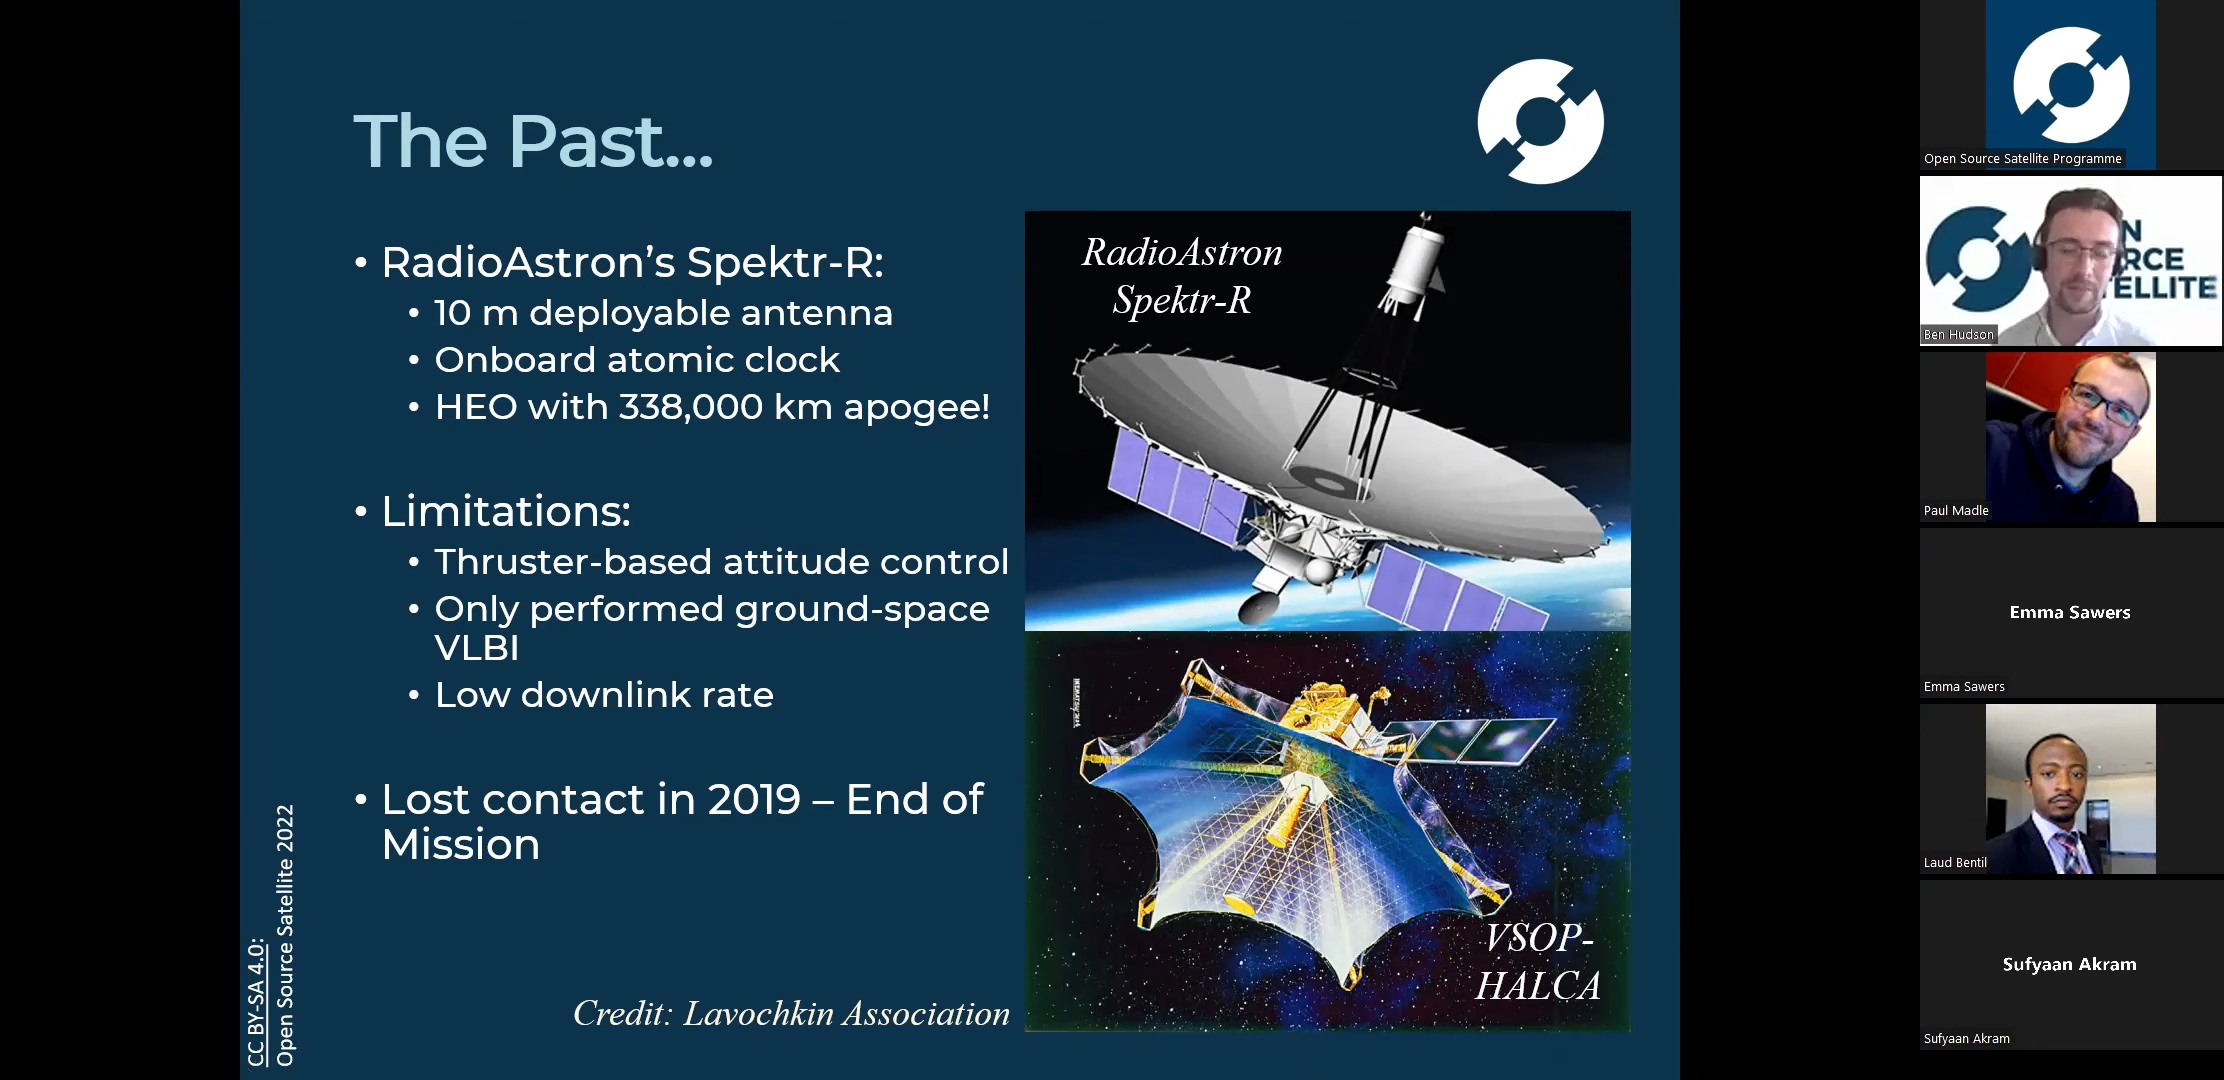 The Past...
• RadioAstron's Spektr-R:
• 10 m deployable antenna
• Onboard atomic clock
• HEO with 338,000 km apogee!
• Limitations:
• Thruster-based attitude control
• Only performed ground-space
VLBI
• Low downlink rate
• Lost contact in 2019 – End of
Mission
Credit: Lavochkin Association
CC BY-SA 4.0:
Open Source Satellite 2022
RadioAstron
Spektr-R
VSOP-
HALCA
Open Source Satellite Programme
Ben Hudson
Paul Madle
Emma Sawers
Emma Sawers
Laud Bentil
Sufyaan Akram
Sufyaan Akram